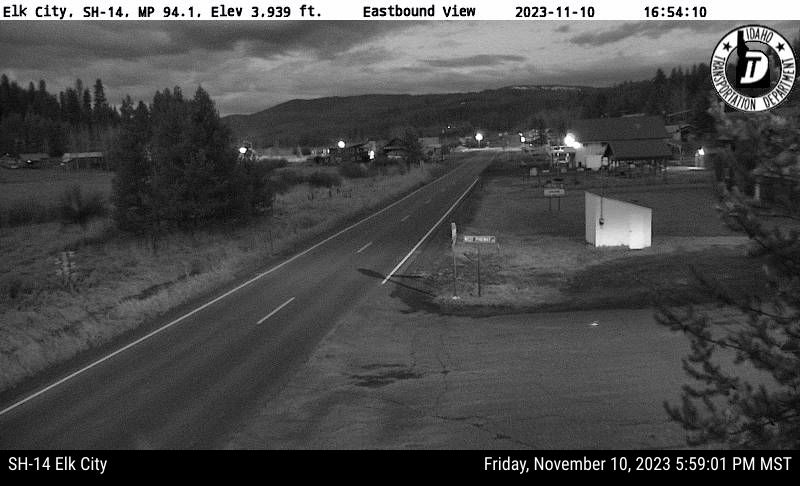 Elk City, SH-14, MP 94.1, Elev 3,939 ft. Eastbound View 2023-11-10 16:54:10
IDAHO
TRANSPORTATION DEPARTMENT
SH-14 Elk City Friday, November 10, 2023 5:59:01 PM MST